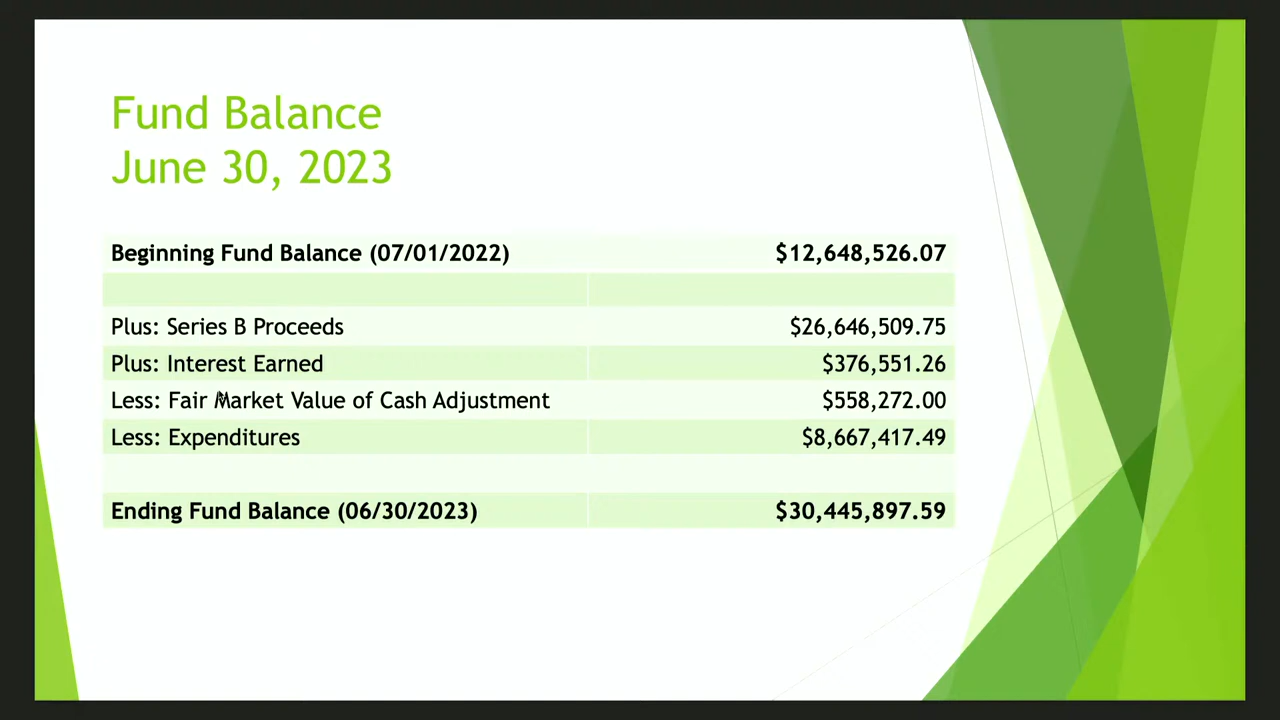 Fund Balance
June 30, 2023
Beginning Fund Balance (07/01/2022) $12,648,526.07
Plus: Series B Proceeds $26,646,509.75
Plus: Interest Earned $376,551.26
Less: Fair Market Value of Cash Adjustment $558,272.00
Less: Expenditures $8,667,417.49
Ending Fund Balance (06/30/2023) $30,445,897.59